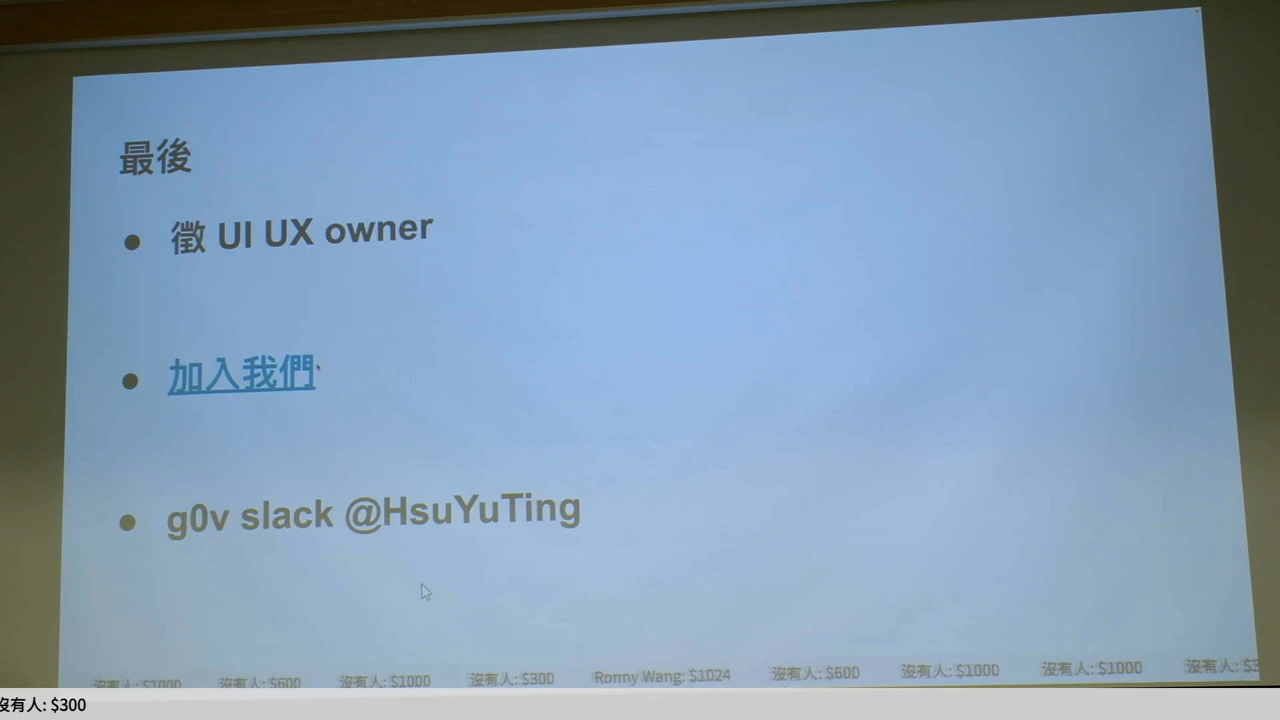 最後
徵 UI UX owner
加入我們
g0v slack @HsuYuTing
沒有人: $1000 沒有人: $600 沒有人: $1000 沒有人: $300 Ronny Wang: $1024 沒有人: $600 沒有人: $1000 沒有人: $1000 沒有人: $3
沒有人: $300